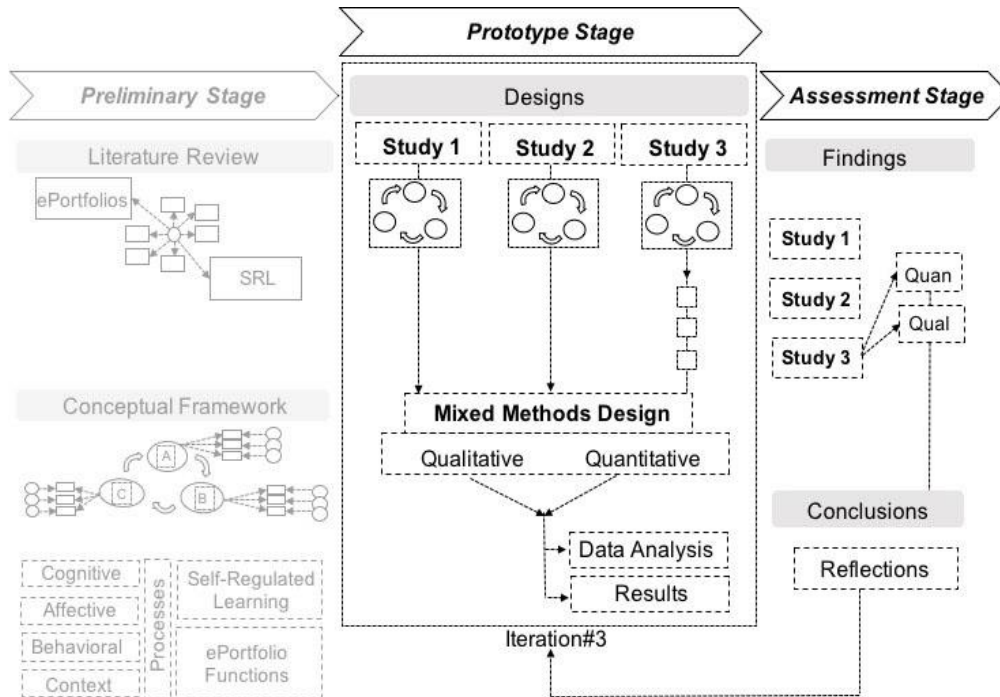 Prototype Stage
Preliminary Stage
Assessment Stage
Literature Review
ePortfolios
SRL
Conceptual Framework
A
C
B
Cognitive
Affective
Behavioral
Context
Processes
Self-Regulated
Learning
ePortfolio
Functions
Designs
Study 1
Study 2
Study 3
Mixed Methods Design
Qualitative
Quantitative
Data Analysis
Results
Iteration#3
Findings
Study 1
Study 2
Study 3
Quan
Qual
Conclusions
Reflections